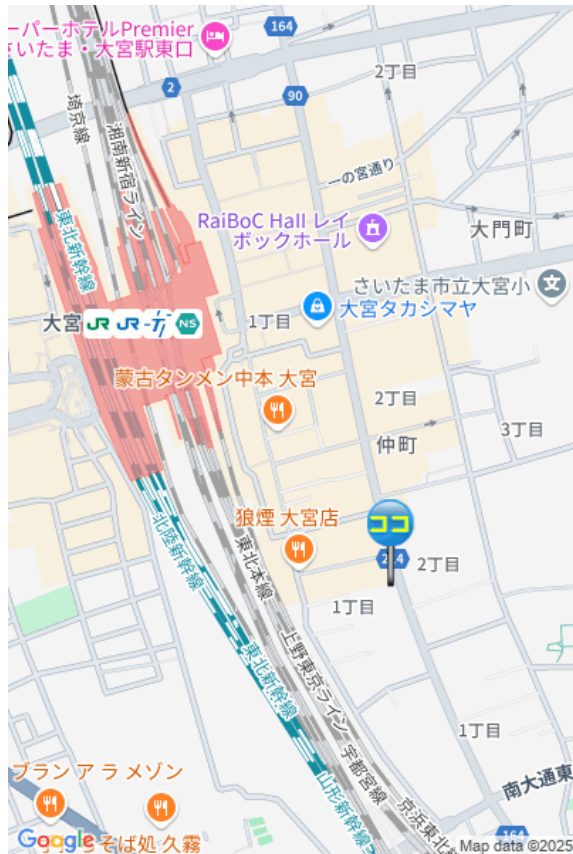 ーパーホテルPremier
さいたま・大宮駅東口
164
2
2丁目
90
埼京線
湘南新宿ライン
一の宮通り
東北新幹線
RaiBoC Hall レイ
ボックホール
大門町
さいたま市立大宮小
文
大宮タカシマヤ
大宮
JR
JR
NS
1丁目
蒙古タンメン中本 大宮
2丁目
3丁目
仲町
ココ
狼煙 大宮店
2丁目
北陸新幹線
東北本線
1丁目
東北新幹線
上野東京ライン
宇都宮線
1丁目
ブラン ア ラ メゾン
山形新幹線
京浜東北
南大通東
164
そば処 久霧
Google
Map data ©2025